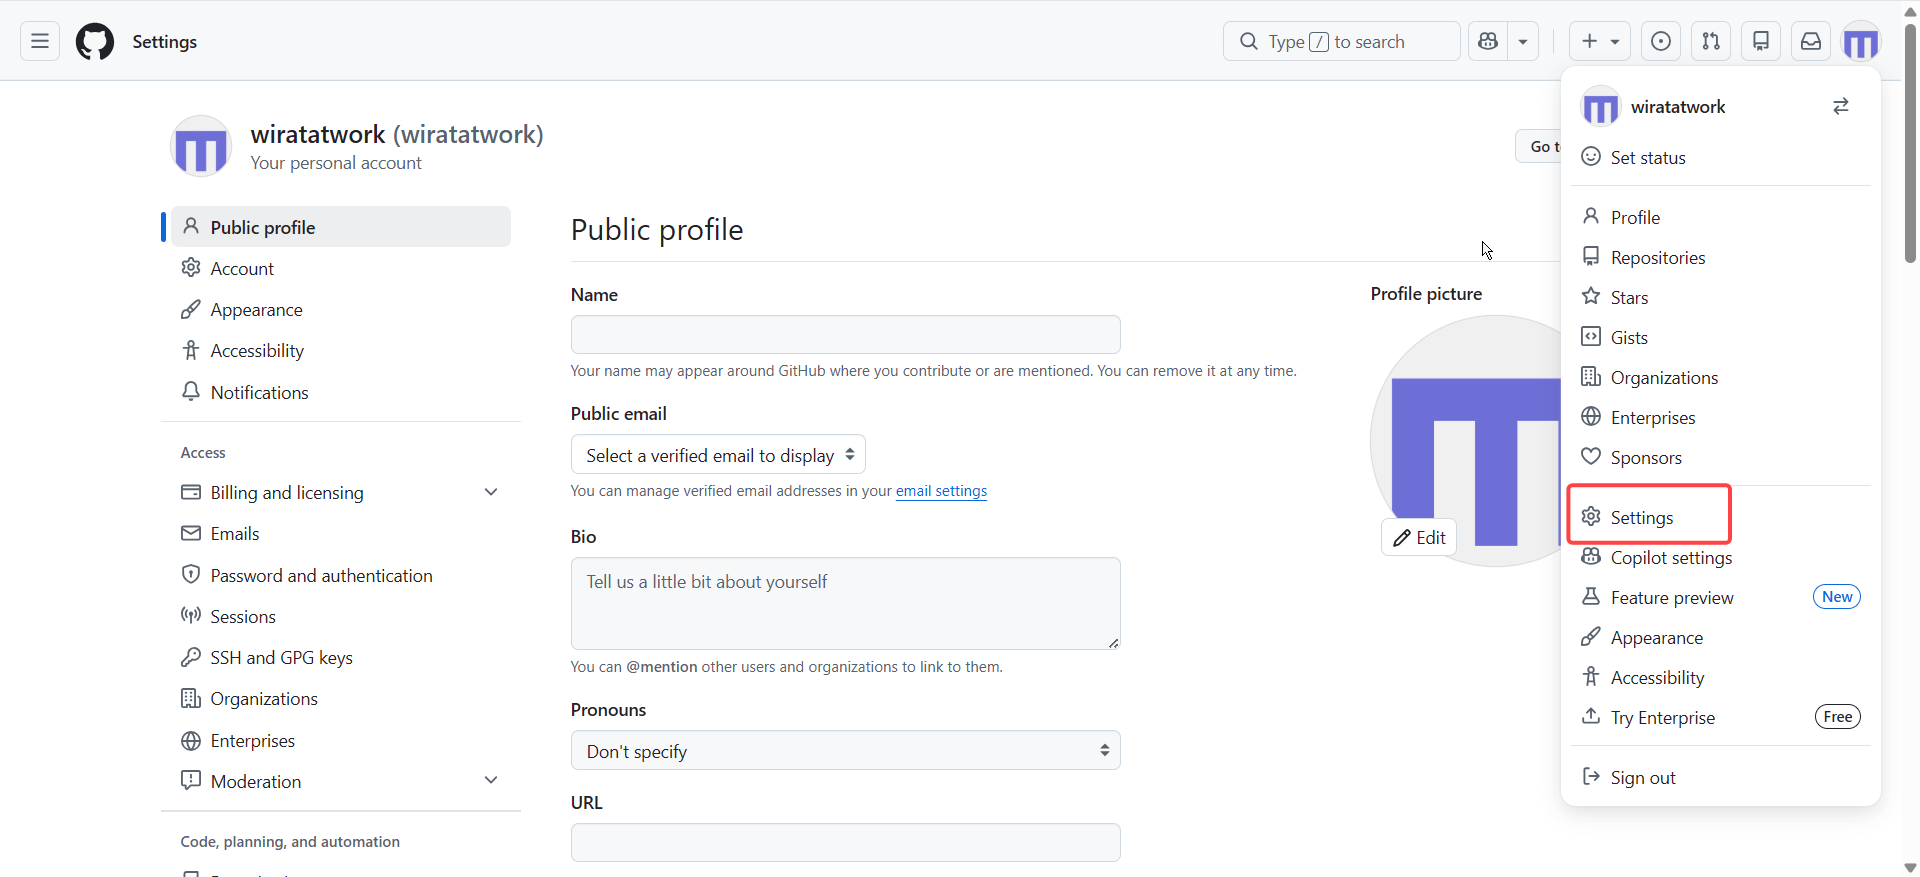 Settings
Type / to search
wiratatwork (wiratatwork)
Your personal account
Go t
Public profile
Account
Appearance
Accessibility
Notifications
Access
Billing and licensing
Emails
Password and authentication
Sessions
SSH and GPG keys
Organizations
Enterprises
Moderation
Code, planning, and automation
Public profile
Name
Your name may appear around GitHub where you contribute or are mentioned. You can remove it at any time.
Public email
Select a verified email to display
You can manage verified email addresses in your email settings
Bio
Tell us a little bit about yourself
You can @mention other users and organizations to link to them.
Pronouns
Don't specify
URL
Profile picture
Edit
wiratatwork
Set status
Profile
Repositories
Stars
Gists
Organizations
Enterprises
Sponsors
Settings
Copilot settings
Feature preview New
Appearance
Accessibility
Try Enterprise Free
Sign out